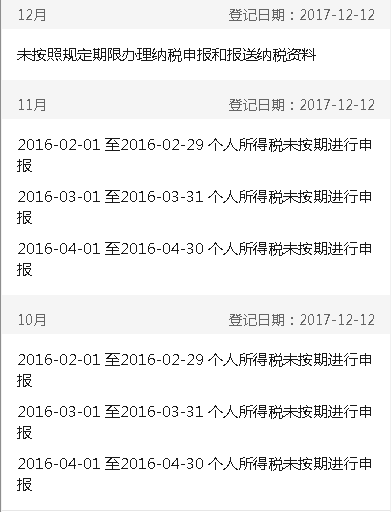 12月 登记日期：2017-12-12
未按照规定期限办理纳税申报和报送纳税资料
11月 登记日期：2017-12-12
2016-02-01 至2016-02-29 个人所得税未按期进行申
报
2016-03-01 至2016-03-31 个人所得税未按期进行申
报
2016-04-01 至2016-04-30 个人所得税未按期进行申
报
10月 登记日期：2017-12-12
2016-02-01 至2016-02-29 个人所得税未按期进行申
报
2016-03-01 至2016-03-31 个人所得税未按期进行申
报
2016-04-01 至2016-04-30 个人所得税未按期进行申
报